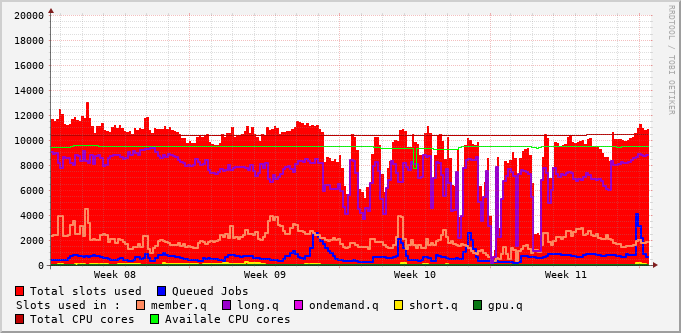 20000
18000
16000
14000
12000
10000
8000
6000
4000
2000
0
RRDTOOL / TOBI OETIKER
Week 08 Week 09 Week 10 Week 11
Total slots used Queued Jobs
Slots used in : member.q long.q ondemand.q short.q gpu.q
Total CPU cores Availale CPU cores